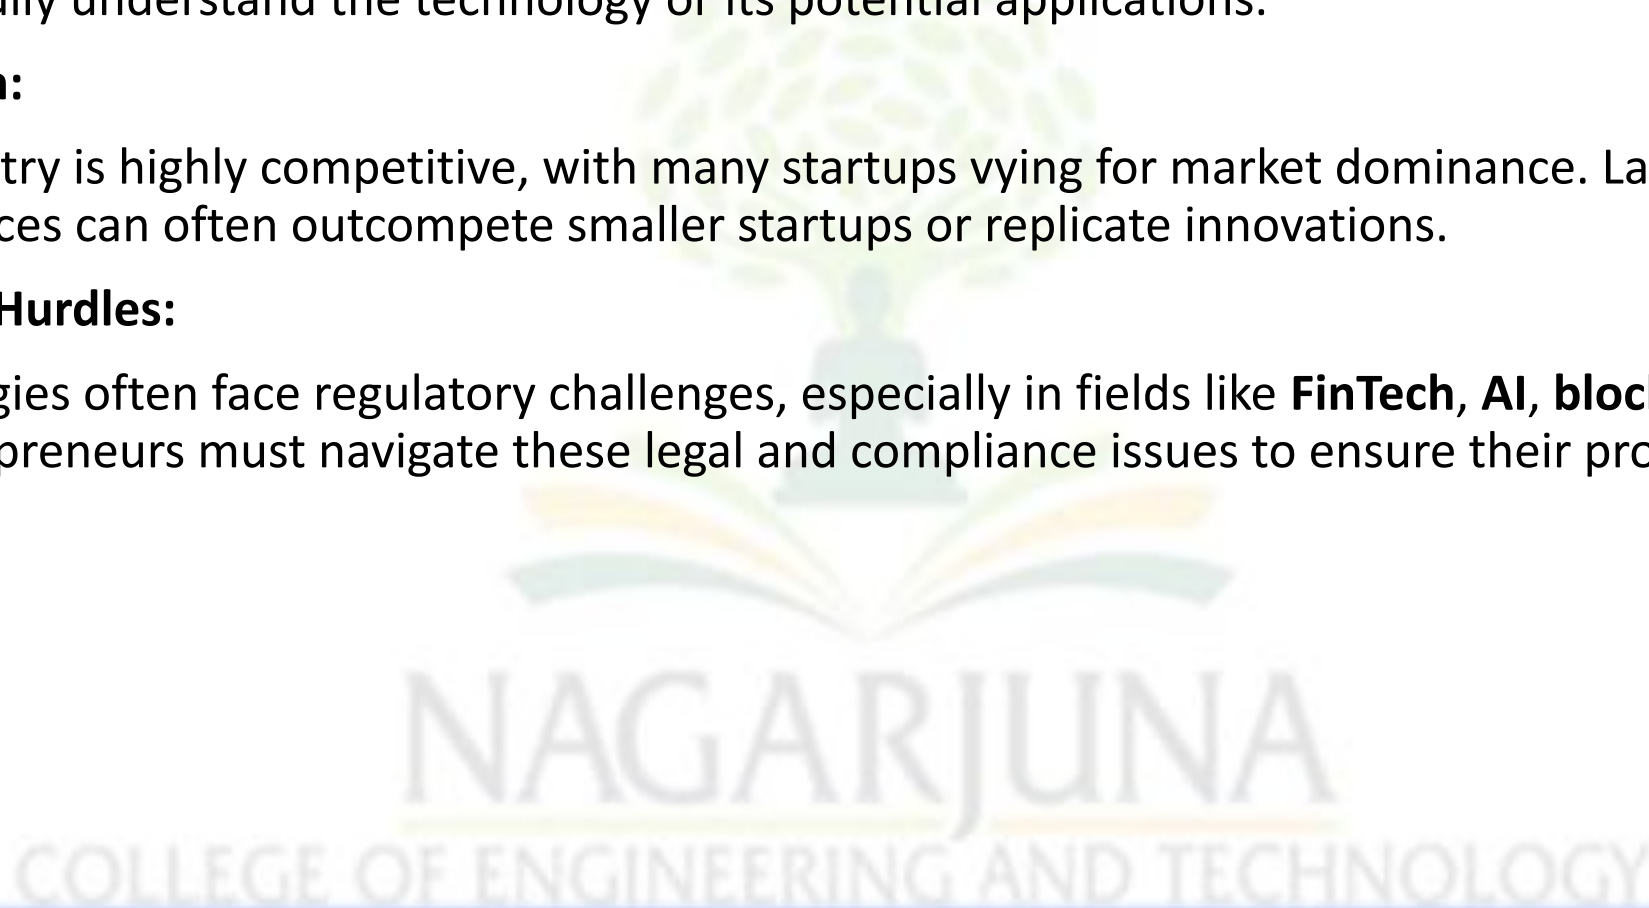 ully understand the technology or its potential applications.
n:
try is highly competitive, with many startups vying for market dominance. La
ces can often outcompete smaller startups or replicate innovations.
Hurdles:
gies often face regulatory challenges, especially in fields like FinTech, AI, bloc
preneurs must navigate these legal and compliance issues to ensure their pro
NAGARJUNA
COLLEGE OF ENGINEERING AND TECHNOLOGY